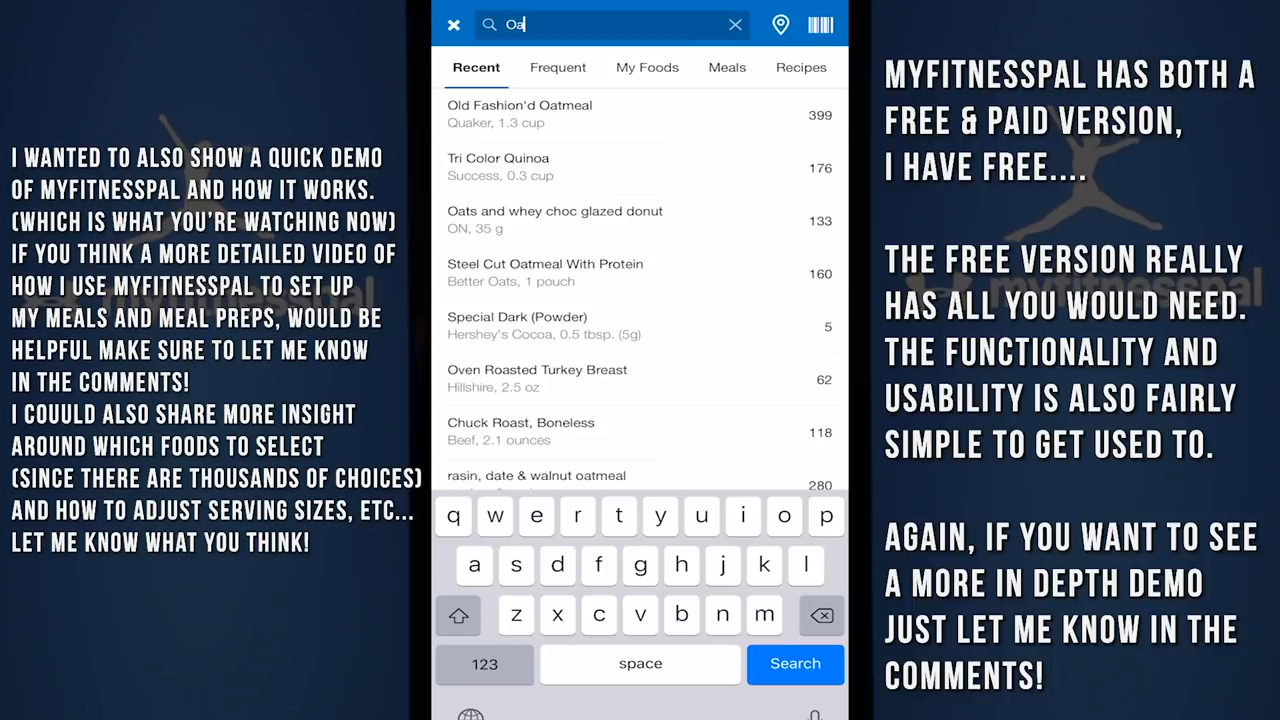 I WANTED TO ALSO SHOW A QUICK DEMO
OF MYFITNESSPAL AND HOW IT WORKS.
(WHICH IS WHAT YOU'RE WATCHING NOW)
IF YOU THINK A MORE DETAILED VIDEO OF
HOW I USE MYFITNESSPAL TO SET UP
MY MEALS AND MEAL PREPS, WOULD BE
HELPFUL MAKE SURE TO LET ME KNOW
IN THE COMMENTS!
I COUULD ALSO SHARE MORE INSIGHT
AROUND WHICH FOODS TO SELECT
(SINCE THERE ARE THOUSANDS OF CHOICES)
AND HOW TO ADJUST SERVING SIZES, ETC...
LET ME KNOW WHAT YOU THINK!
Oa
Recent Frequent My Foods Meals Recipes
Old Fashion'd Oatmeal
Quaker, 1.3 cup
399
Tri Color Quinoa
Success, 0.3 cup
176
Oats and whey choc glazed donut
ON, 35 g
133
Steel Cut Oatmeal With Protein
Better Oats, 1 pouch
160
Special Dark (Powder)
Hershey's Cocoa, 0.5 tbsp. (5g)
5
Oven Roasted Turkey Breast
Hillshire, 2.5 oz
62
Chuck Roast, Boneless
Beef, 2.1 ounces
118
rasin, date & walnut oatmeal
280
q w e r t y u i o p
a s d f g h j k l
z x c v b n m
123 space Search
MYFITNESSPAL HAS BOTH A
FREE & PAID VERSION,
I HAVE FREE....
THE FREE VERSION REALLY
HAS ALL YOU WOULD NEED.
THE FUNCTIONALITY AND
USABILITY IS ALSO FAIRLY
SIMPLE TO GET USED TO.
AGAIN, IF YOU WANT TO SEE
A MORE IN DEPTH DEMO
JUST LET ME KNOW IN THE
COMMENTS!
myfitnesspal